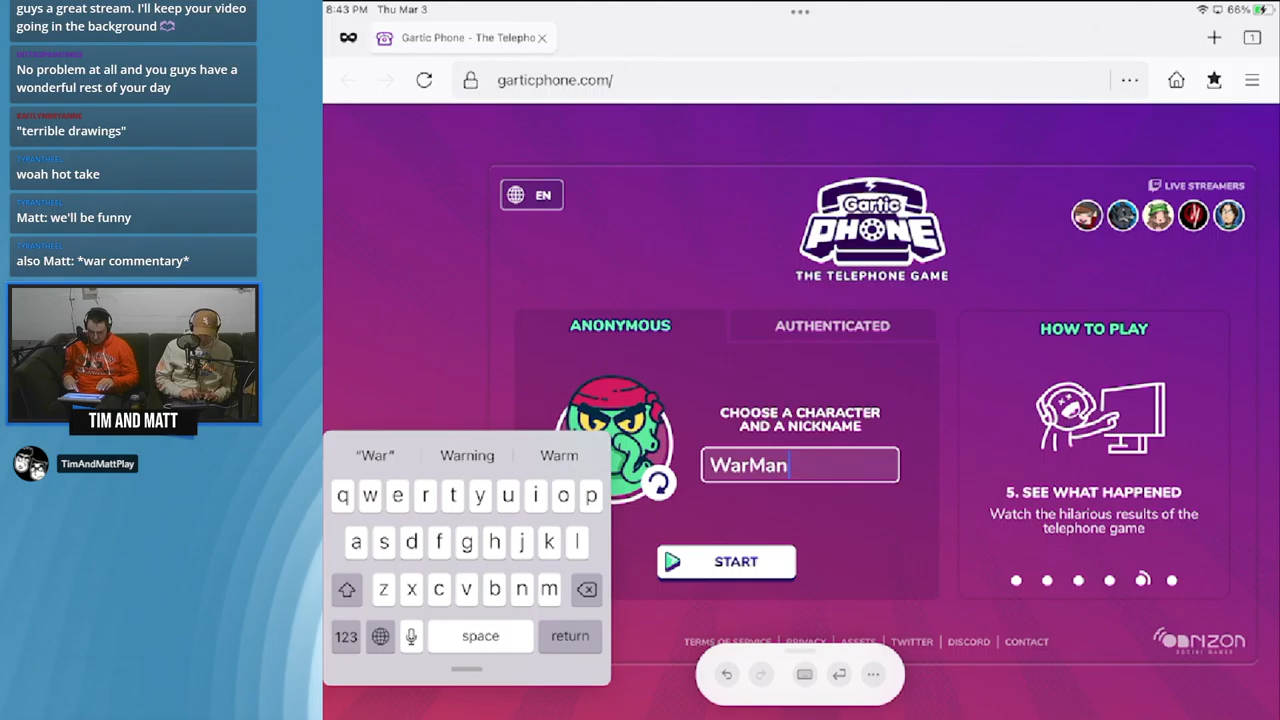 guys a great stream. I'll keep your video
going in the background
No problem at all and you guys have a
wonderful rest of your day
KAITLYNBRYANNE
"terrible drawings"
TYRANTHEEL
woah hot take
TYRANTHEEL
Matt: we'll be funny
TYRANTHEEL
also Matt: *war commentary*
TIM AND MATT
TimAndMattPlay
8:43 PM Thu Mar 3
66%
Gartic Phone - The Telepho
1
garticphone.com/
EN
Gartic
PHONE
THE TELEPHONE GAME
LIVE STREAMERS
ANONYMOUS
AUTHENTICATED
CHOOSE A CHARACTER
AND A NICKNAME
WarMan
START
HOW TO PLAY
5. SEE WHAT HAPPENED
Watch the hilarious results of the
telephone game
TERMS OF SERVICE PRIVACY ASSETS TWITTER DISCORD CONTACT
ONRIZON
SOCIAL GAMES
"War" Warning Warm
q w e r t y u i o p
a s d f g h j k l
z x c v b n m
123 space return